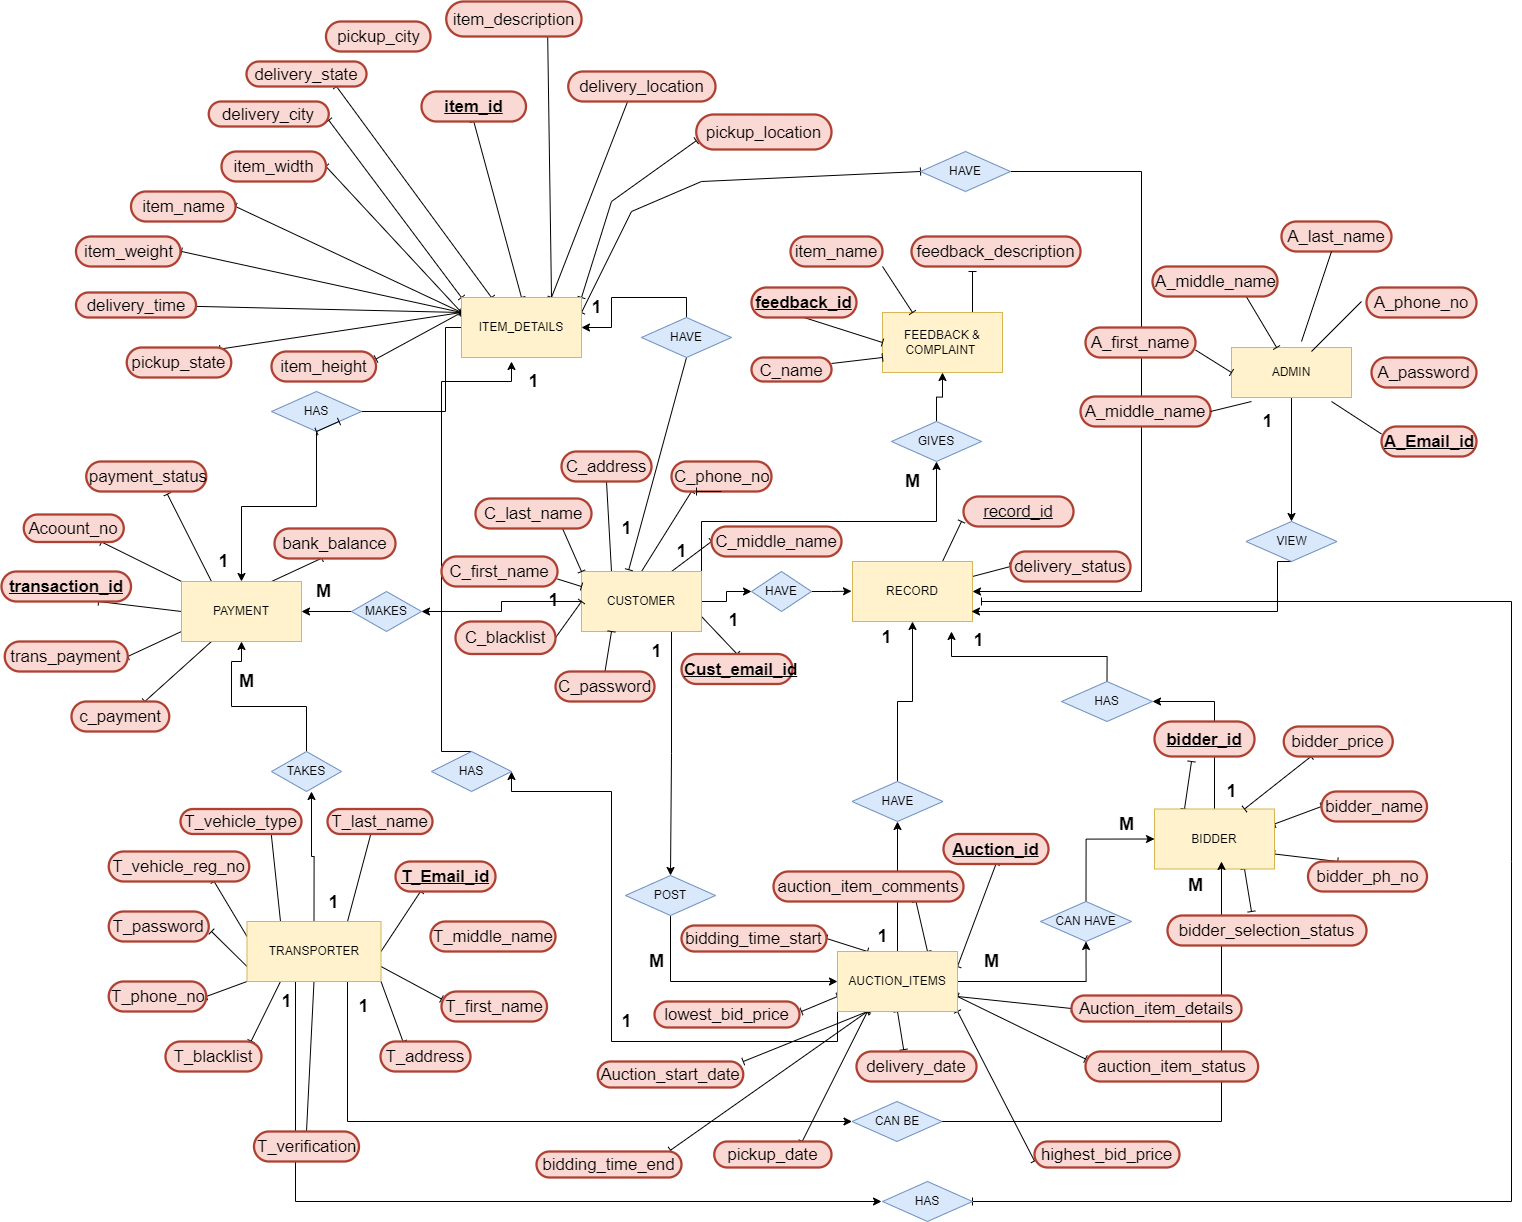 item_description
pickup_city
delivery_state
delivery_location
item_id
delivery_city
pickup_location
item_width
HAVE
item_name
A_last_name
item_weight
item_name
feedback_description
A_middle_name
delivery_time
feedback_id
A_phone_no
1
ITEM_DETAILS
HAVE
FEEDBACK &
COMPLAINT
A_first_name
pickup_state
item_height
C_name
ADMIN
A_password
1
HAS
A_middle_name
1
GIVES
A_Email_id
C_address
payment_status
C_phone_no
M
C_last_name
record_id
Acoount_no
1
bank_balance
C_middle_name
VIEW
1
1
C_first_name
delivery_status
transaction_id
M
1
CUSTOMER
HAVE
RECORD
PAYMENT
MAKES
1
C_blacklist
1
1
1
trans_payment
Cust_email_id
M
C_password
HAS
c_payment
bidder_id
bidder_price
TAKES
HAS
1
HAVE
bidder_name
T_vehicle_type
T_last_name
M
BIDDER
Auction_id
T_vehicle_reg_no
T_Email_id
auction_item_comments
M
bidder_ph_no
POST
1
T_password
CAN HAVE
bidder_selection_status
T_middle_name
bidding_time_start
1
TRANSPORTER
M
M
AUCTION_ITEMS
T_phone_no
1
1
T_first_name
lowest_bid_price
1
Auction_item_details
T_blacklist
T_address
Auction_start_date
delivery_date
auction_item_status
CAN BE
T_verification
bidding_time_end
pickup_date
highest_bid_price
HAS